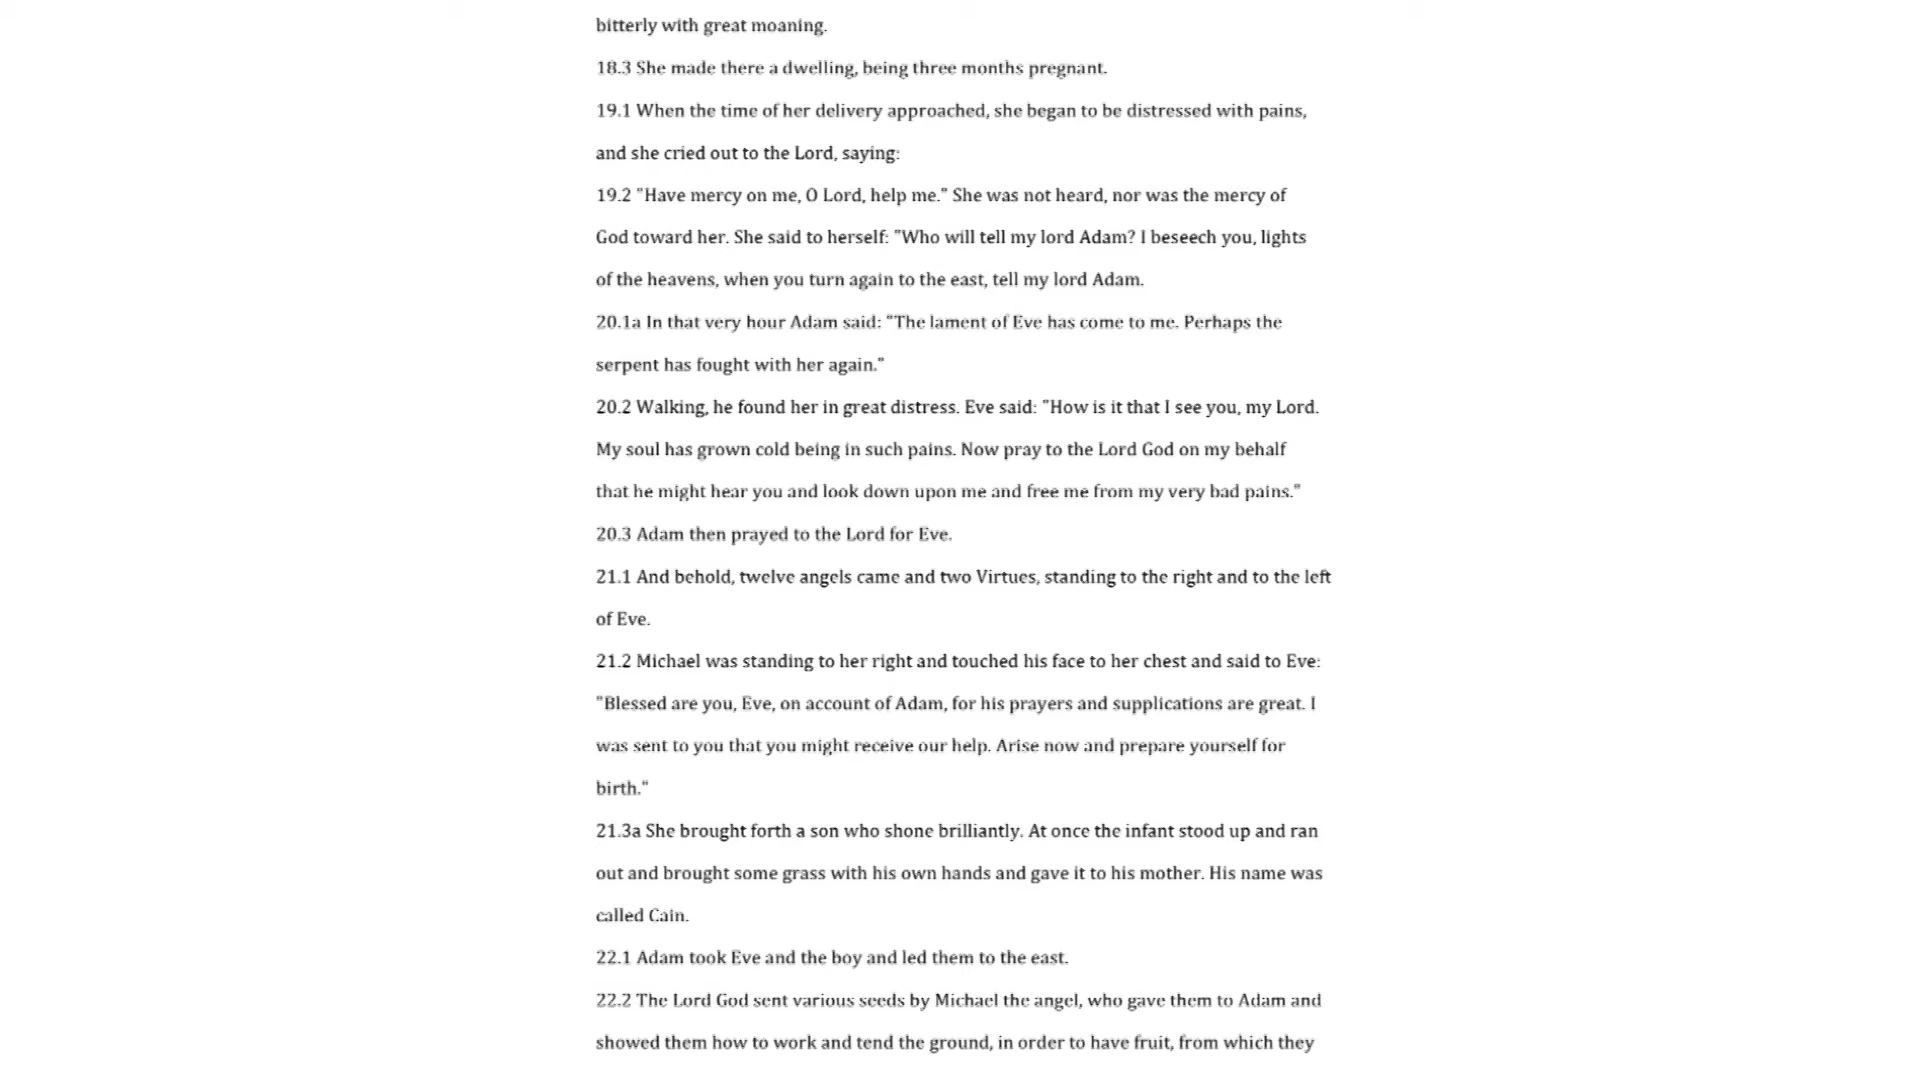 bitterly with great moaning.
18.3 She made there a dwelling, being three months pregnant.
19.1 When the time of her delivery approached, she began to be distressed with pains,
and she cried out to the Lord, saying:
19.2 "Have mercy on me, O Lord, help me." She was not heard, nor was the mercy of
God toward her. She said to herself: "Who will tell my lord Adam? I beseech you, lights
of the heavens, when you turn again to the east, tell my lord Adam.
20.1a In that very hour Adam said: "The lament of Eve has come to me. Perhaps the
serpent has fought with her again."
20.2 Walking, he found her in great distress. Eve said: "How is it that I see you, my Lord.
My soul has grown cold being in such pains. Now pray to the Lord God on my behalf
that he might hear you and look down upon me and free me from my very bad pains."
20.3 Adam then prayed to the Lord for Eve.
21.1 And behold, twelve angels came and two Virtues, standing to the right and to the left
of Eve.
21.2 Michael was standing to her right and touched his face to her chest and said to Eve:
"Blessed are you, Eve, on account of Adam, for his prayers and supplications are great. I
was sent to you that you might receive our help. Arise now and prepare yourself for
birth."
21.3a She brought forth a son who shone brilliantly. At once the infant stood up and ran
out and brought some grass with his own hands and gave it to his mother. His name was
called Cain.
22.1 Adam took Eve and the boy and led them to the east.
22.2 The Lord God sent various seeds by Michael the angel, who gave them to Adam and
showed them how to work and tend the ground, in order to have fruit, from which they